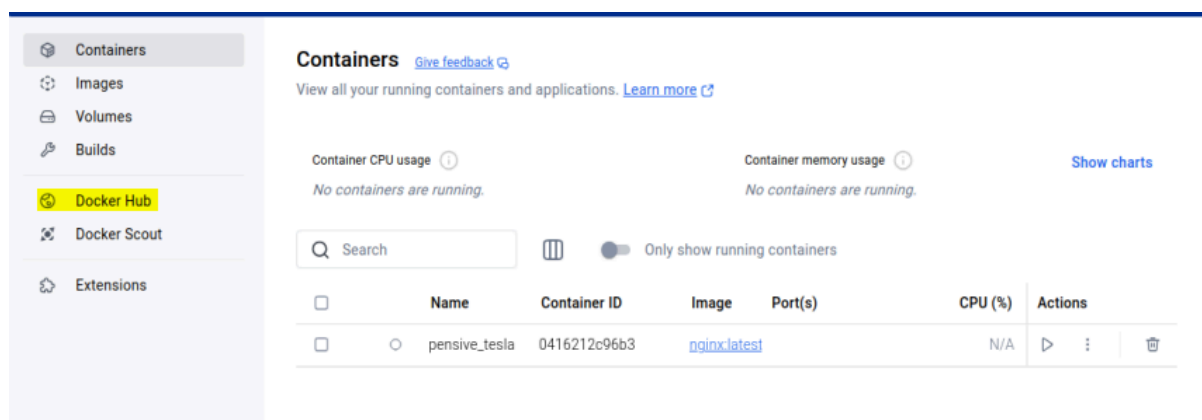 Containers
Images
Volumes
Builds
Docker Hub
Docker Scout
Extensions
Containers Give feedback
View all your running containers and applications. Learn more
Container CPU usage
No containers are running.
Container memory usage
No containers are running.
Show charts
Search
Only show running containers
Name Container ID Image Port(s) CPU (%) Actions
pensive_tesla 0416212c96b3 nginx:latest N/A